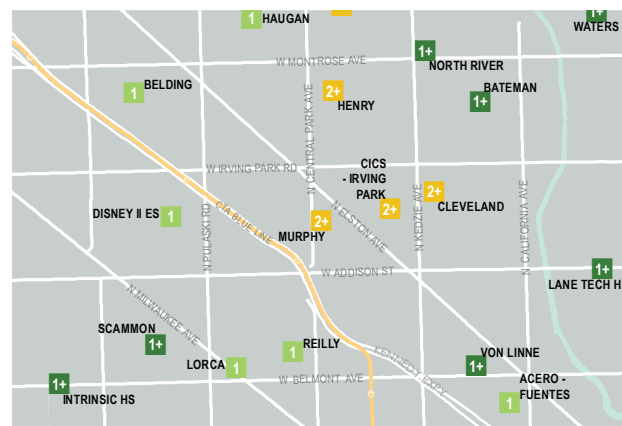 1
HAUGAN
1+
WATERS
W MONTROSE AVE
1+
NORTH RIVER
1
BELDING
2+
HENRY
1+
BATEMAN
N CENTRAL PARK AVE
W IRVING PARK RD
CICS
- IRVING
PARK
2+
2+
CLEVELAND
DISNEY II ES
1
N PULASKI RD
CTA BLUE LINE
2+
MURPHY
N ELSTON AVE
N KEDZIE AVE
N CALIFORNIA AVE
W ADDISON ST
1+
LANE TECH H
N MILWAUKEE AVE
SCAMMON
1+
LORCA
1
REILLY
1
KENNEDY EXPY
VON LINNE
1+
W BELMONT AVE
1+
INTRINSIC HS
ACERO -
FUENTES
1